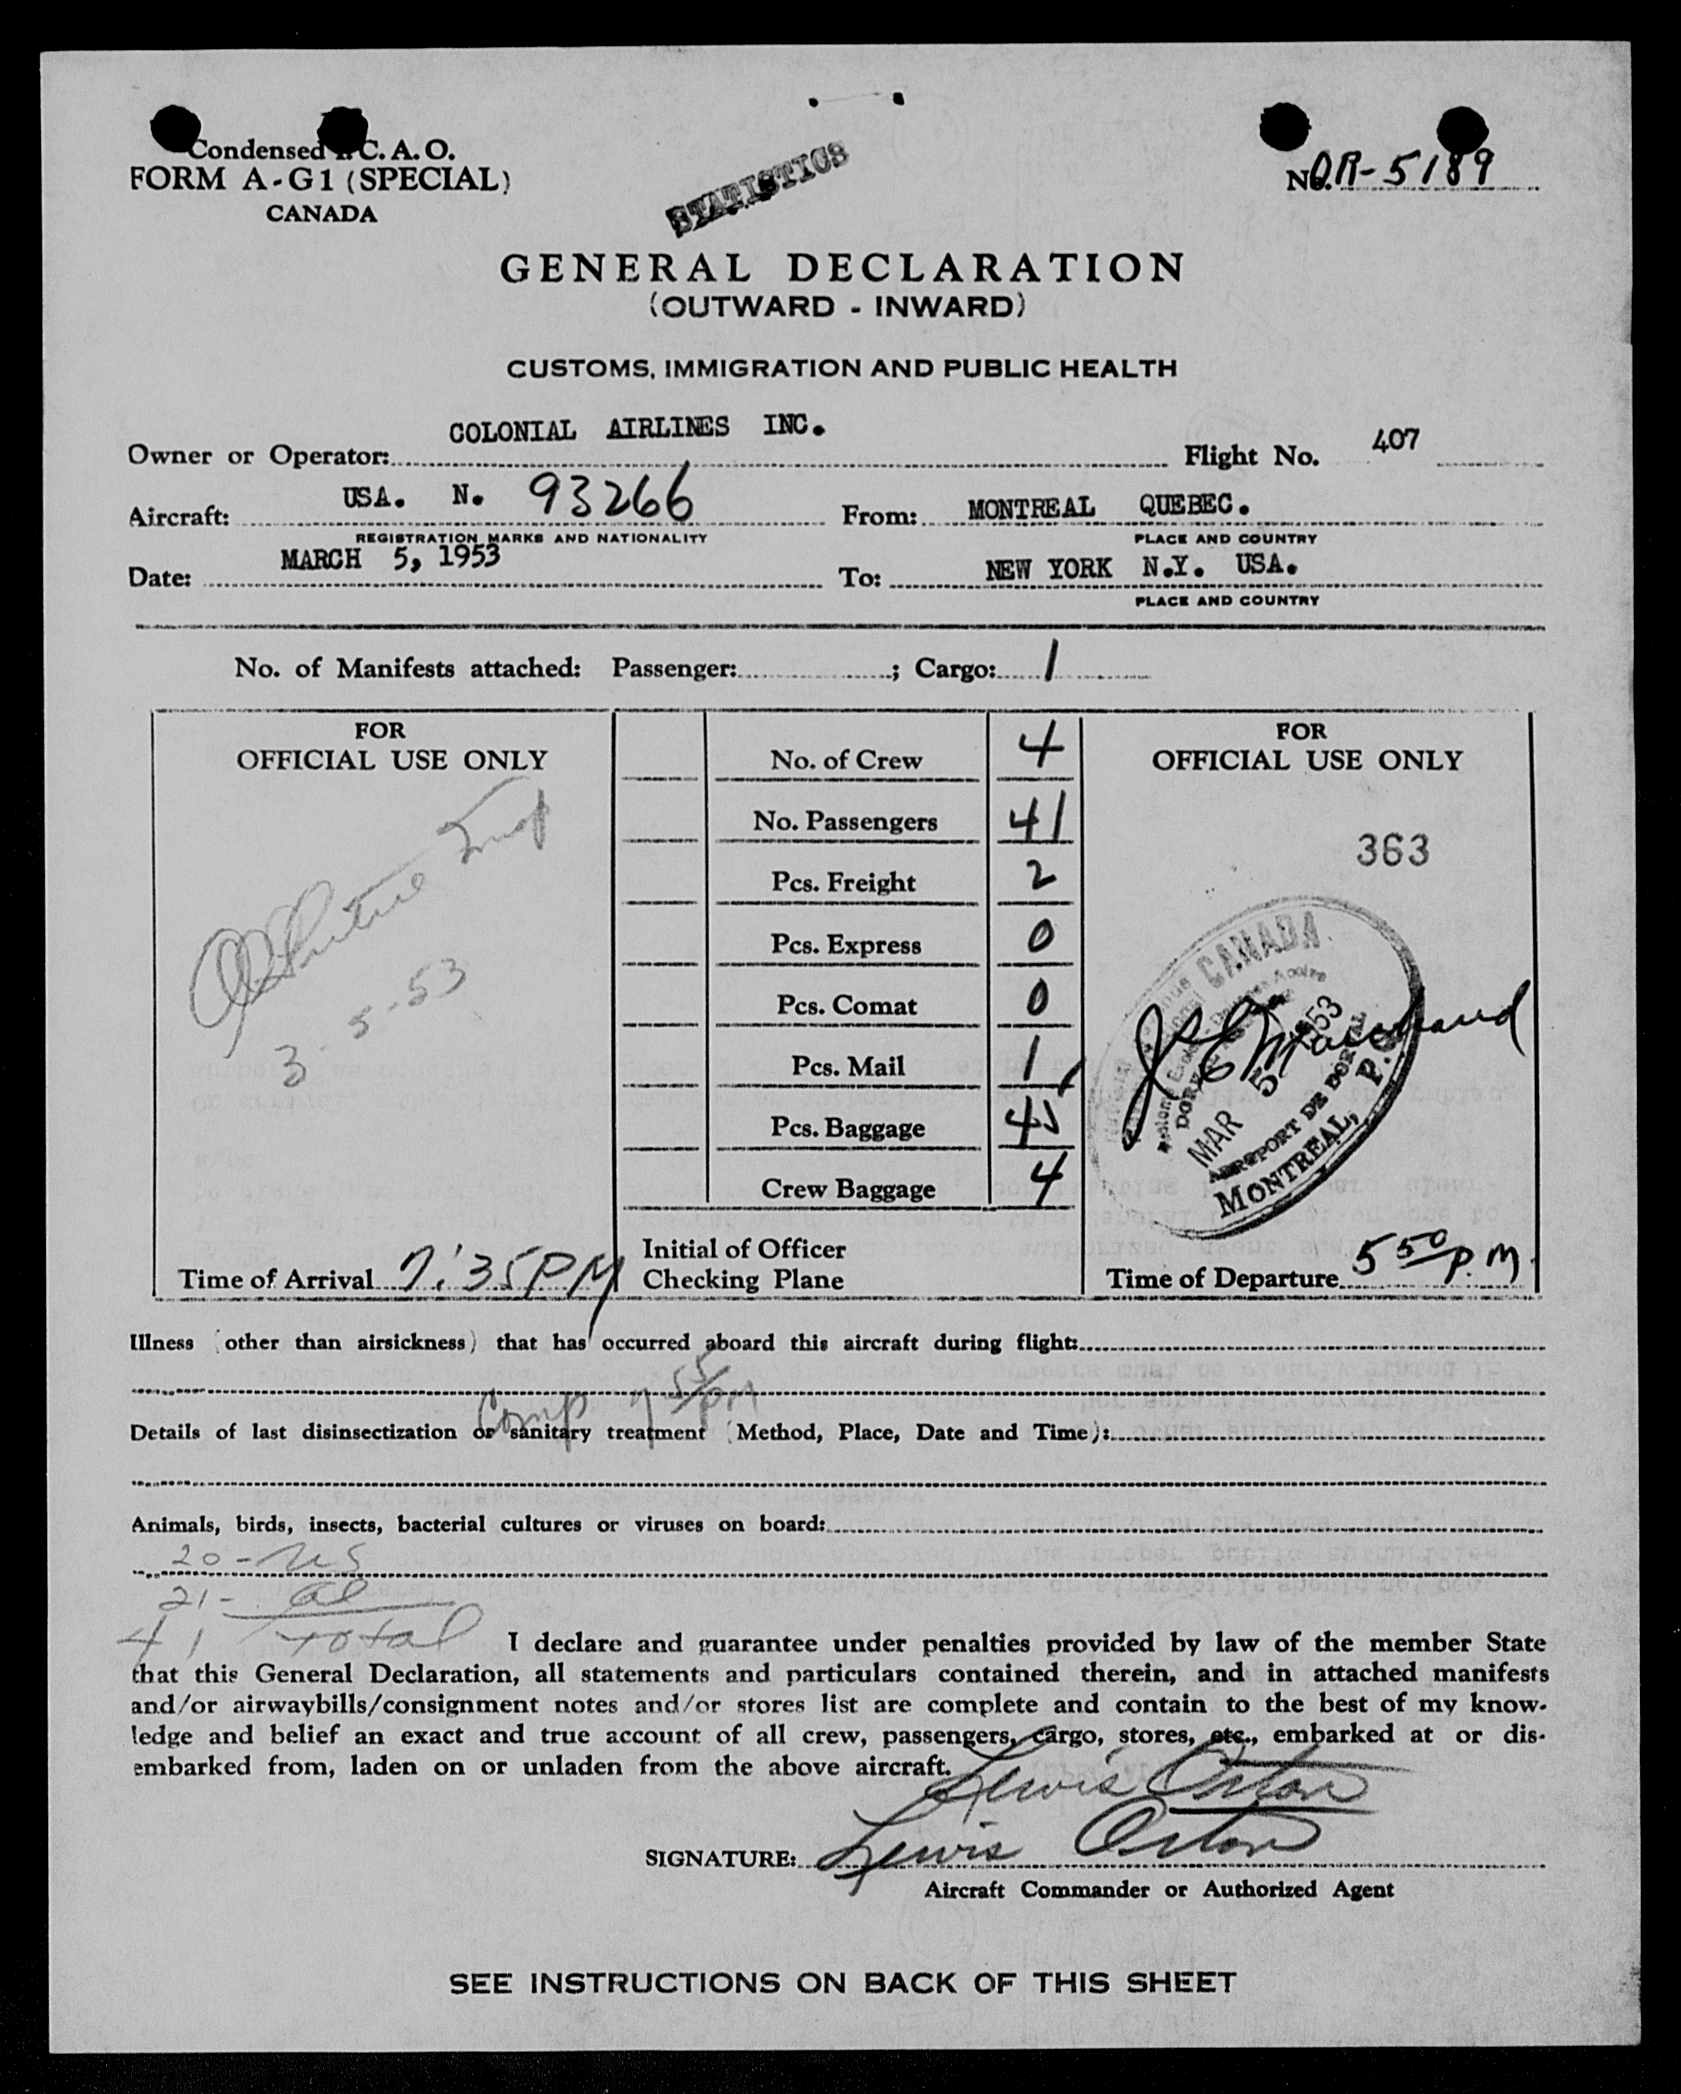 Condensed I. C. A. O.
FORM A-G1 (SPECIAL)
CANADA
STATISTICS
No. OR-5189
GENERAL DECLARATION
(OUTWARD - INWARD)
CUSTOMS, IMMIGRATION AND PUBLIC HEALTH
Owner or Operator: COLONIAL AIRLINES INC. Flight No. 407
Aircraft: USA. N. 93266 From: MONTREAL QUEBEC.
REGISTRATION MARKS AND NATIONALITY PLACE AND COUNTRY
Date: MARCH 5, 1953 To: NEW YORK N.Y. USA.
PLACE AND COUNTRY
No. of Manifests attached: Passenger: ; Cargo: 1
FOR
OFFICIAL USE ONLY
3-5-53
Time of Arrival 7:35 PM
No. of Crew 4
No. Passengers 41
Pcs. Freight 2
Pcs. Express 0
Pcs. Comat 0
Pcs. Mail 1
Pcs. Baggage 45
Crew Baggage 4
Initial of Officer
Checking Plane
FOR
OFFICIAL USE ONLY
363
CANADA
MAR 5 1953
AEROPORT DE DORVAL
MONTREAL, P.
Time of Departure 5 50 P.M.
Illness (other than airsickness) that has occurred aboard this aircraft during flight:
Comp 7 55 PM
Details of last disinsectization or sanitary treatment (Method, Place, Date and Time):
Animals, birds, insects, bacterial cultures or viruses on board:
20 - US
21 - al
41 Total
I declare and guarantee under penalties provided by law of the member State
that this General Declaration, all statements and particulars contained therein, and in attached manifests
and/or airwaybills/consignment notes and/or stores list are complete and contain to the best of my know-
ledge and belief an exact and true account of all crew, passengers, cargo, stores, etc., embarked at or dis-
embarked from, laden on or unladen from the above aircraft.
Lewis Orton
SIGNATURE: Lewis Orton
Aircraft Commander or Authorized Agent
SEE INSTRUCTIONS ON BACK OF THIS SHEET